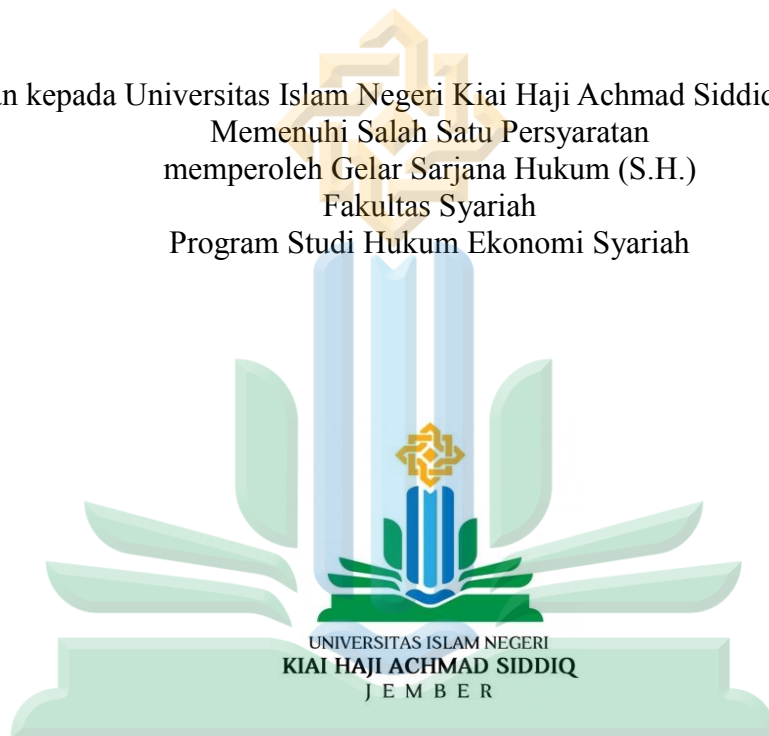 kepada Universitas Islam Negeri Kiai Haji Achmad Siddiq
Memenuhi Salah Satu Persyaratan
memperoleh Gelar Sarjana Hukum (S.H.)
Fakultas Syariah
Program Studi Hukum Ekonomi Syariah
UNIVERSITAS ISLAM NEGERI
KIAI HAJI ACHMAD SIDDIQ
JEMBER